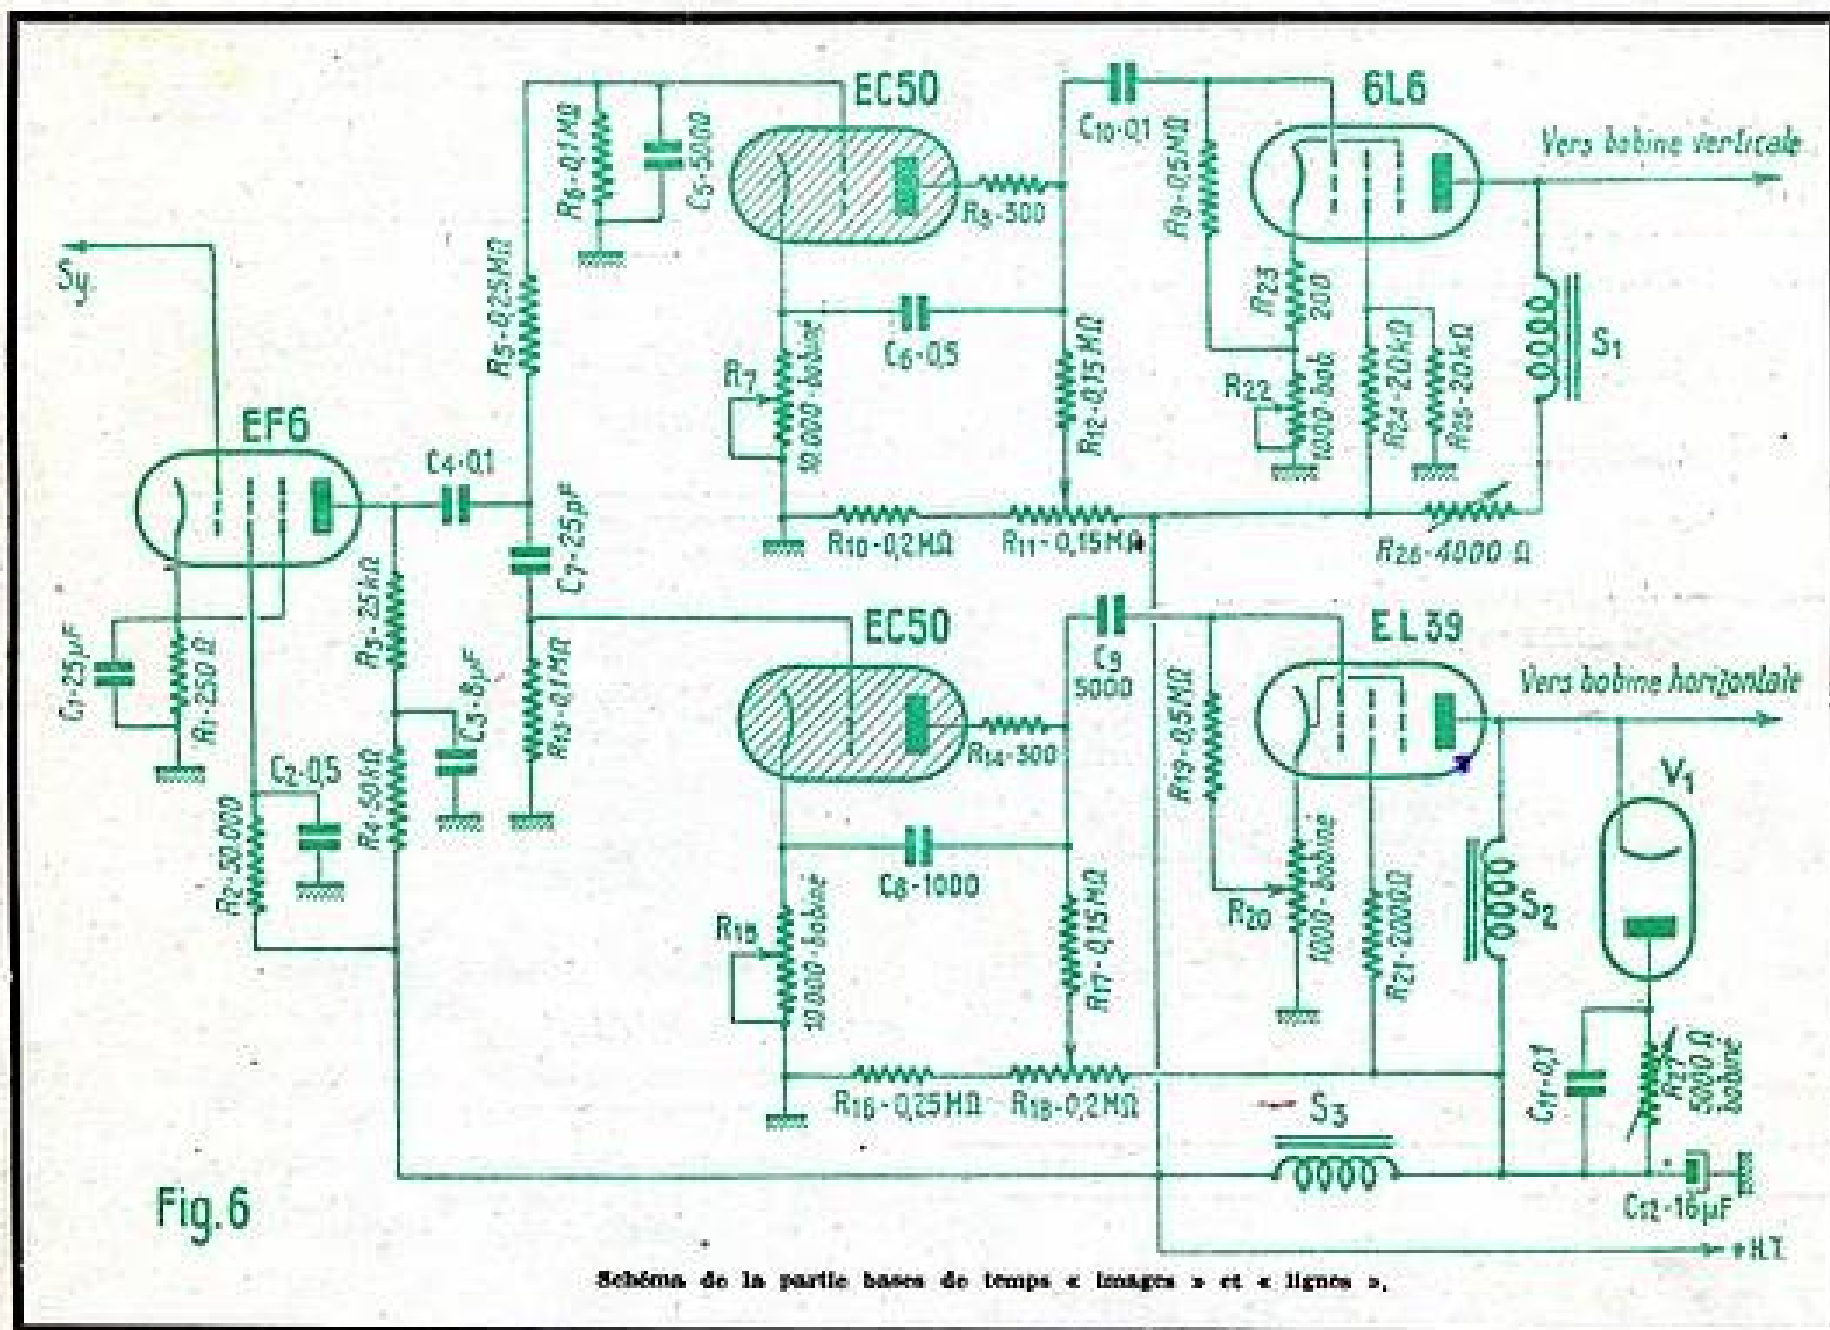 EC50
6L6
C10-0,1
Vers bobine verticale
R6-0,1MΩ
C5-5000
R8-500
R9-0,5MΩ
Sy.
R5-0,25MΩ
R23
200
S1
C6-0,5
R7
10.000-bobiné
R12-0,15MΩ
R22
1000 bab.
R24-20kΩ
R25-20kΩ
EF6
C4-0,1
C7-25pF
R10-0,2MΩ
R11-0,15MΩ
R26-4000 Ω
EC50
EL39
C1-25µF
R1-250 Ω
R3-25kΩ
C3-8µF
R13-0,1MΩ
C9
5000
Vers bobine horizontale
R14-500
R19-0,5MΩ
V1
C2-0,5
R2-50.000
R4-50kΩ
C8-1000
R15
10.000-bobiné
R17-0,15MΩ
R20
1000-bobiné
R21-2000Ω
S2
R16-0,25MΩ
R18-0,2MΩ
S3
C11-0,1
R27
5000 Ω
bobiné
C12-16µF
+ H.T.
Fig. 6
Schéma de la partie bases de temps « images » et « lignes ».